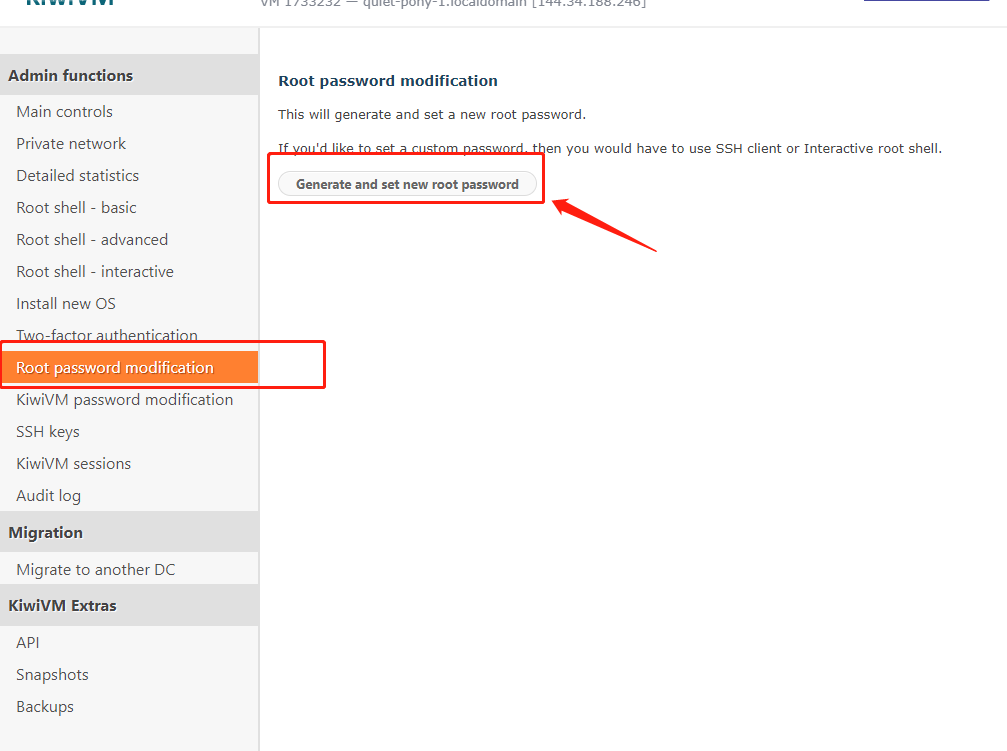 KiwiVM
VM 1733232 — quiet-pony-1.localdomain [144.34.188.246]
Admin functions
Main controls
Private network
Detailed statistics
Root shell - basic
Root shell - advanced
Root shell - interactive
Install new OS
Two-factor authentication
Root password modification
KiwiVM password modification
SSH keys
KiwiVM sessions
Audit log
Migration
Migrate to another DC
KiwiVM Extras
API
Snapshots
Backups
Root password modification
This will generate and set a new root password.
If you'd like to set a custom password, then you would have to use SSH client or Interactive root shell.
Generate and set new root password